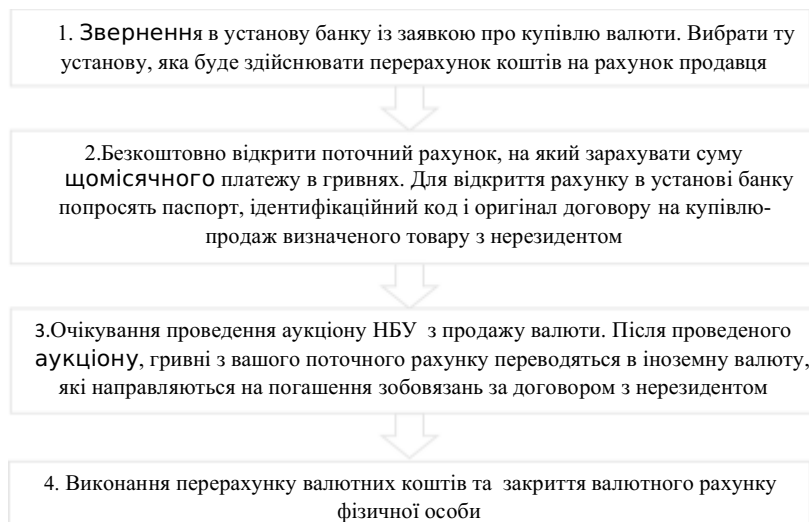 1. Звернення в установу банку із заявкою про купівлю валюти. Вибрати ту
установу, яка буде здійснювати перерахунок коштів на рахунок продавця
2.Безкоштовно відкрити поточний рахунок, на який зарахувати суму
щомісячного платежу в гривнях. Для відкриття рахунку в установі банку
попросять паспорт, ідентифікаційний код і оригінал договору на купівлю-
продаж визначеного товару з нерезидентом
3.Очікування проведення аукціону НБУ з продажу валюти. Після проведеного
аукціону, гривні з вашого поточного рахунку переводяться в іноземну валюту,
які направляються на погашення зобовязань за договором з нерезидентом
4. Виконання перерахунку валютних коштів та закриття валютного рахунку
фізичної особи